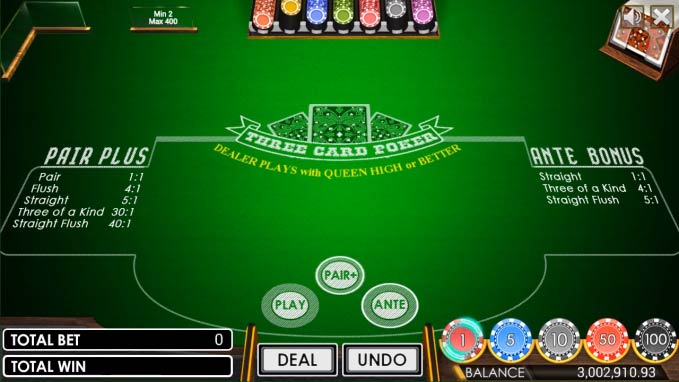 Min 2
Max 400
THREE CARD POKER
DEALER PLAYS with QUEEN HIGH or BETTER
PAIR PLUS
Pair 1:1
Flush 4:1
Straight 5:1
Three of a Kind 30:1
Straight Flush 40:1
ANTE BONUS
Straight 1:1
Three of a Kind 4:1
Straight Flush 5:1
PAIR+
PLAY
ANTE
TOTAL BET 0
TOTAL WIN
DEAL
UNDO
1
5
10
50
100
BALANCE 3,002,910.93